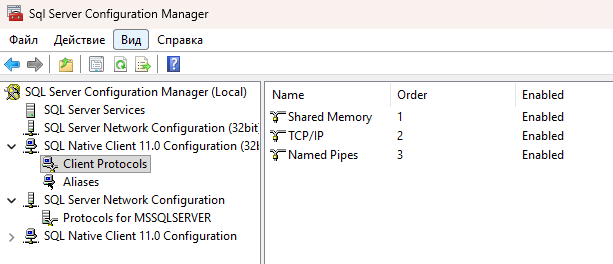 Sql Server Configuration Manager
Файл Действие Вид Справка
SQL Server Configuration Manager (Local)
SQL Server Services
SQL Server Network Configuration (32bit
SQL Native Client 11.0 Configuration (32b
Client Protocols
Aliases
SQL Server Network Configuration
Protocols for MSSQLSERVER
SQL Native Client 11.0 Configuration
Name Order Enabled
Shared Memory 1 Enabled
TCP/IP 2 Enabled
Named Pipes 3 Enabled